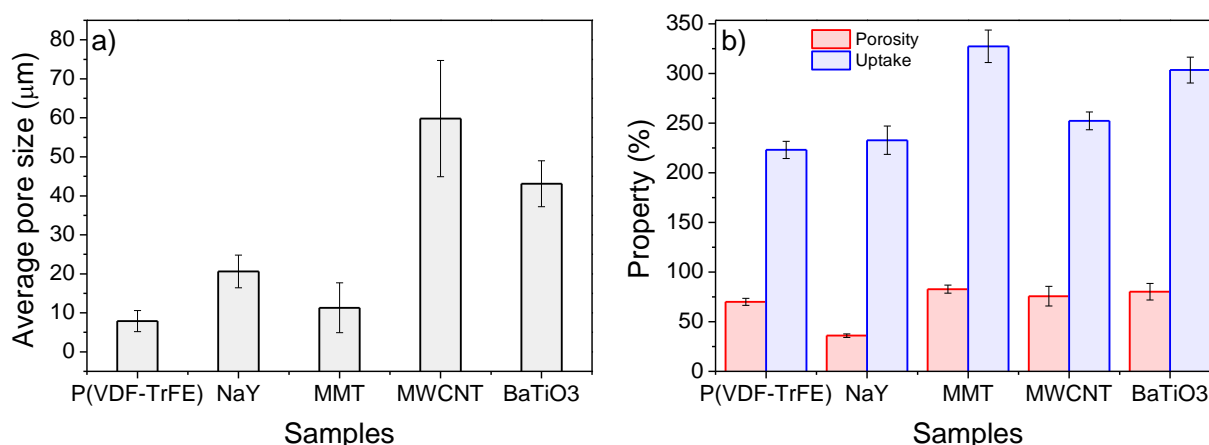 a)
Average pore size (μm)
80
70
60
50
40
30
20
10
0
P(VDF-TrFE) NaY MMT MWCNT BaTiO3
Samples
b)
Porosity
Uptake
Property (%)
350
300
250
200
150
100
50
0
P(VDF-TrFE) NaY MMT MWCNT BaTiO3
Samples